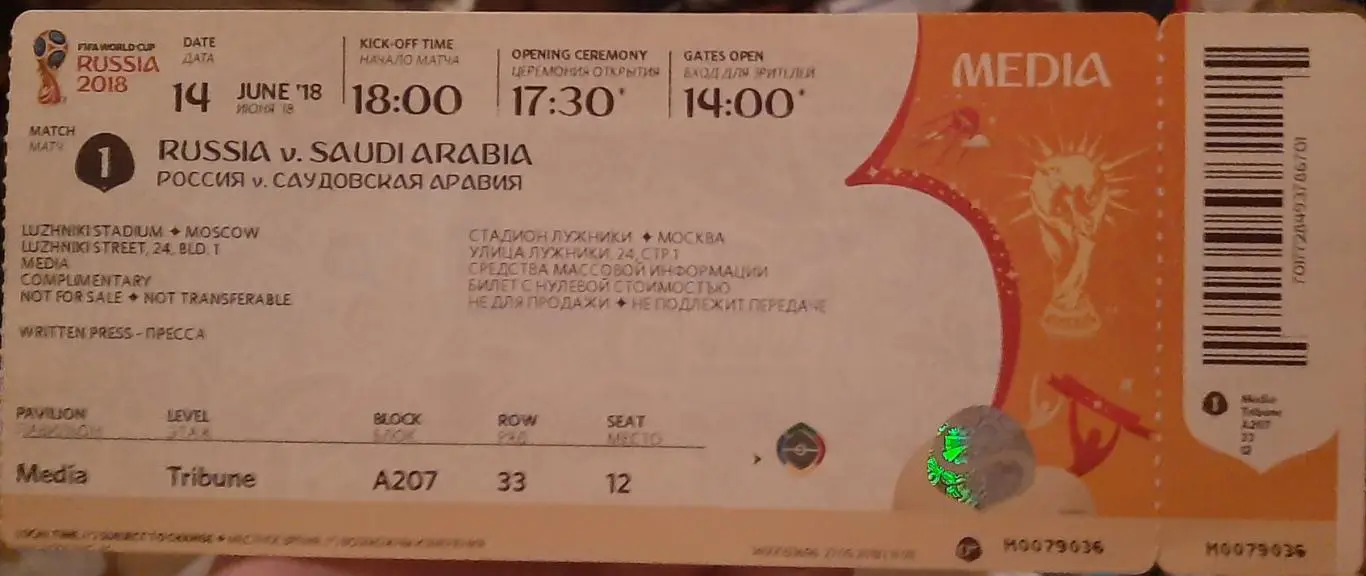 FIFA WORLD CUP
RUSSIA
2018
DATE
ДАТА
14 JUNE '18
ИЮНЯ '18
KICK-OFF TIME
НАЧАЛО МАТЧА
18:00
OPENING CEREMONY
ЦЕРЕМОНИЯ ОТКРЫТИЯ
17:30*
GATES OPEN
ВХОД ДЛЯ ЗРИТЕЛЕЙ
14:00*
MEDIA
MATCH
МАТЧ
1
RUSSIA v. SAUDI ARABIA
РОССИЯ v. САУДОВСКАЯ АРАВИЯ
LUZHNIKI STADIUM ✦ MOSCOW
LUZHNIKI STREET, 24, BLD. 1
MEDIA
COMPLIMENTARY
NOT FOR SALE ✦ NOT TRANSFERABLE
WRITTEN PRESS - ПРЕССА
СТАДИОН ЛУЖНИКИ ✦ МОСКВА
УЛИЦА ЛУЖНИКИ, 24, СТР.1
СРЕДСТВА МАССОВОЙ ИНФОРМАЦИИ
БИЛЕТ С НУЛЕВОЙ СТОИМОСТЬЮ
НЕ ДЛЯ ПРОДАЖИ ✦ НЕ ПОДЛЕЖИТ ПЕРЕДАЧЕ
PAVILION LEVEL BLOCK ROW SEAT
ПАВИЛЬОН ЭТАЖ БЛОК РЯД МЕСТО
Media Tribune A207 33 12
M0079036
1
Media
Tribune
A207
33
12
M0079036